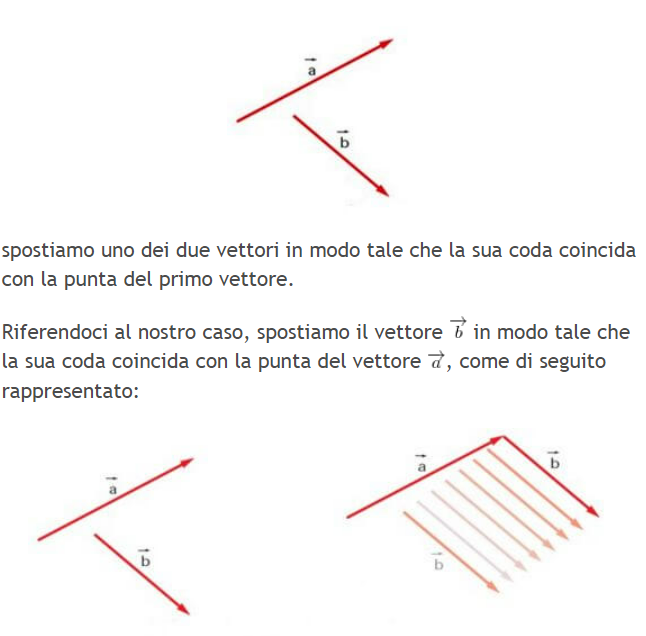 a⃗
b⃗
spostiamo uno dei due vettori in modo tale che la sua coda coincida
con la punta del primo vettore.
Riferendoci al nostro caso, spostiamo il vettore b⃗ in modo tale che
la sua coda coincida con la punta del vettore a⃗, come di seguito
rappresentato:
a⃗
b⃗
a⃗
b⃗
b⃗